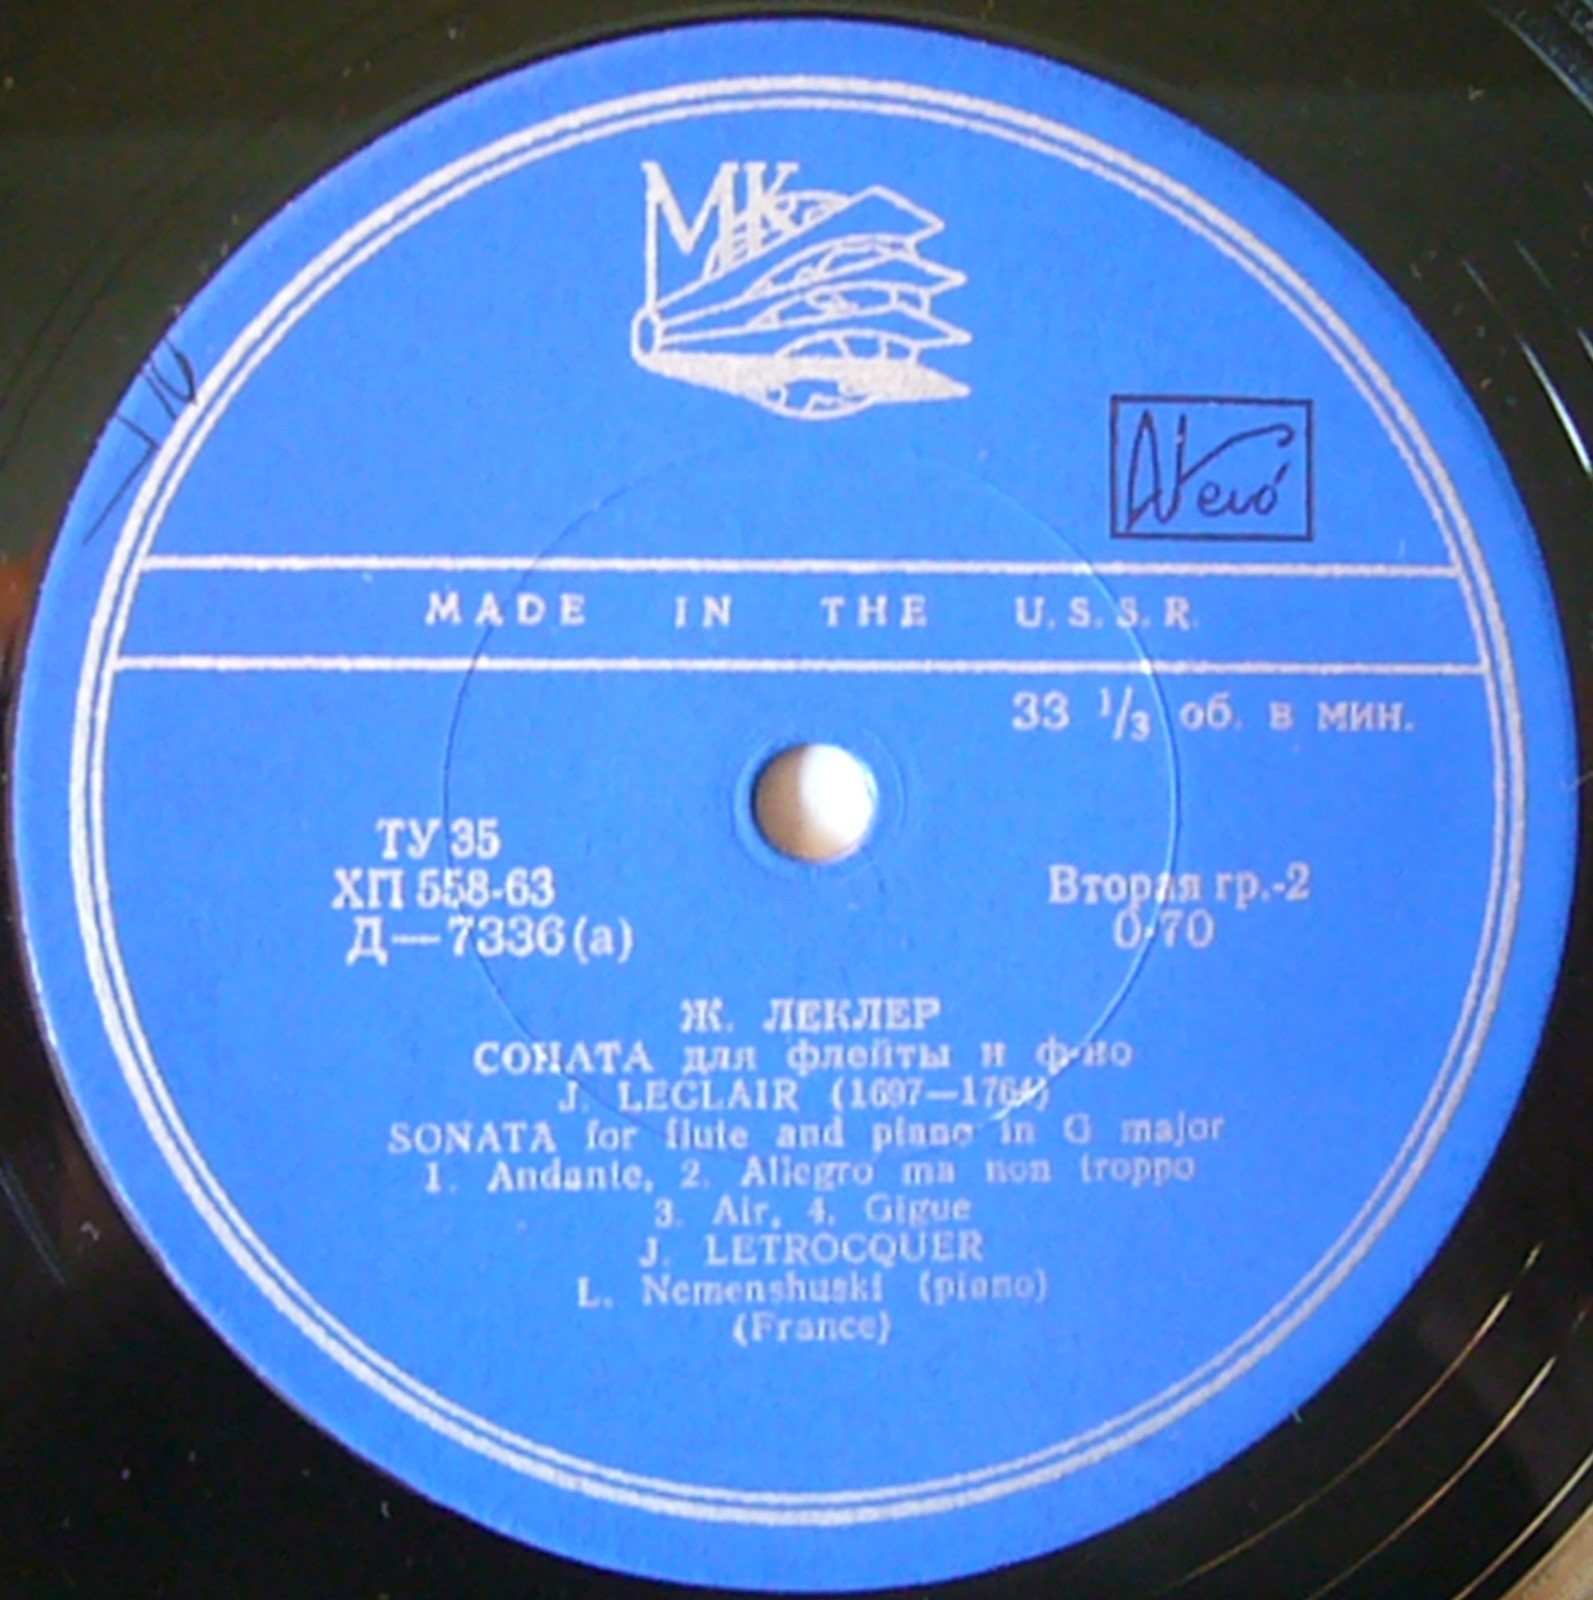 МК
MADE IN THE U.S.S.R.
33 1/3 об. в мин.
ТУ 35
ХП 558-63
Д—7336(а)
Вторая гр.-2
0-70
Ж. ЛЕКЛЕР
СОНАТА для флейты и ф-но
J. LECLAIR (1697—1764)
SONATA for flute and piano in G major
1. Andante, 2. Allegro ma non troppo
3. Air, 4. Gigue
J. LETROCQUER
L. Nemenshuski (piano)
(France)